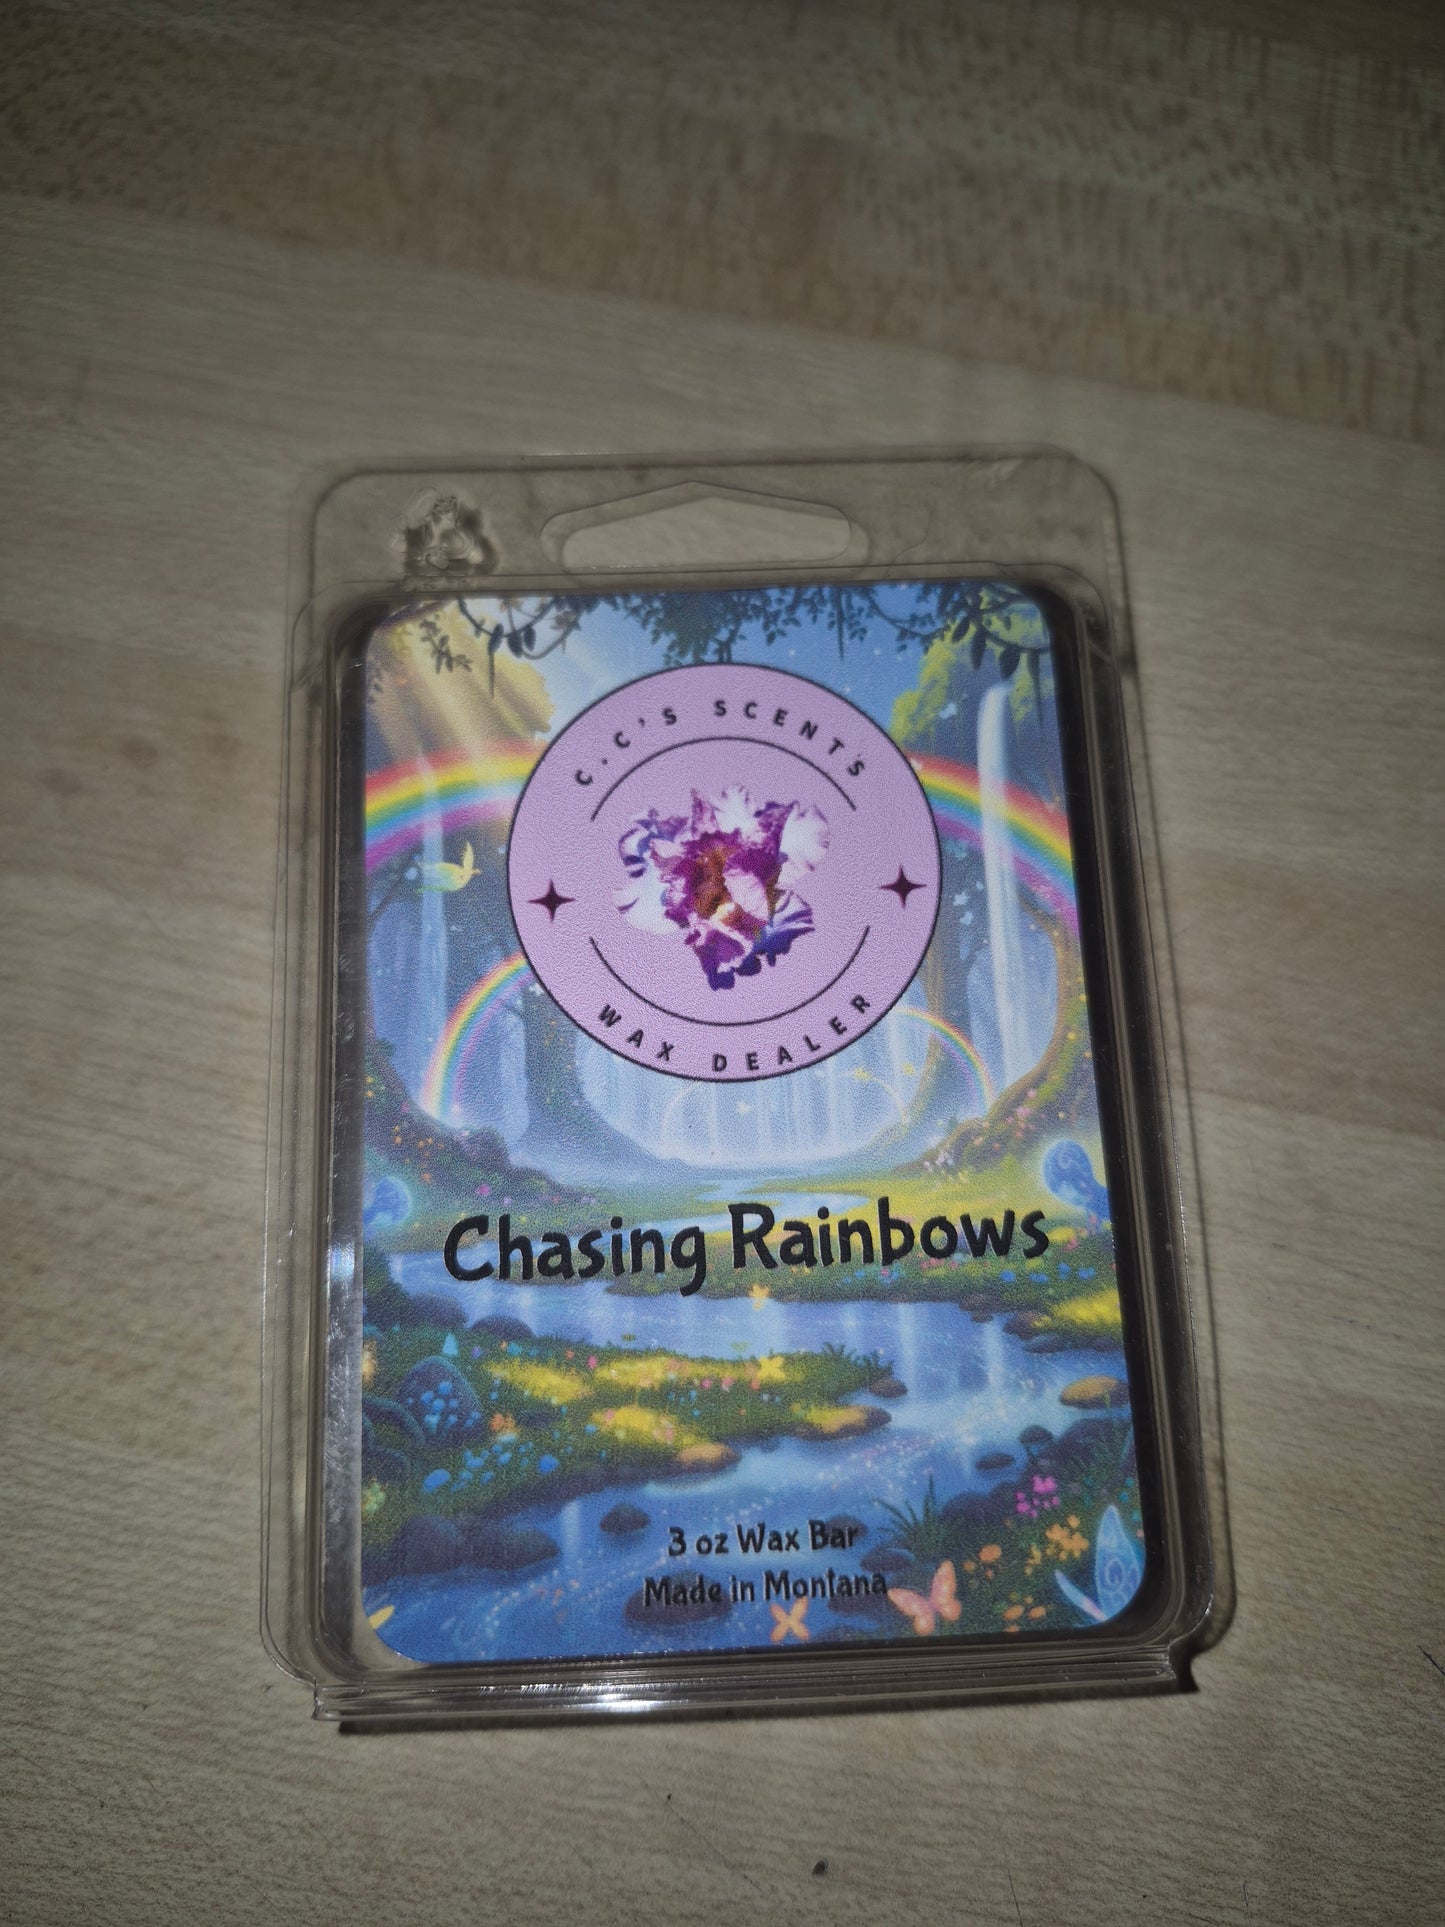 C.C'S SCENTS
WAX DEALER
Chasing Rainbows
3 oz Wax Bar
Made in Montana